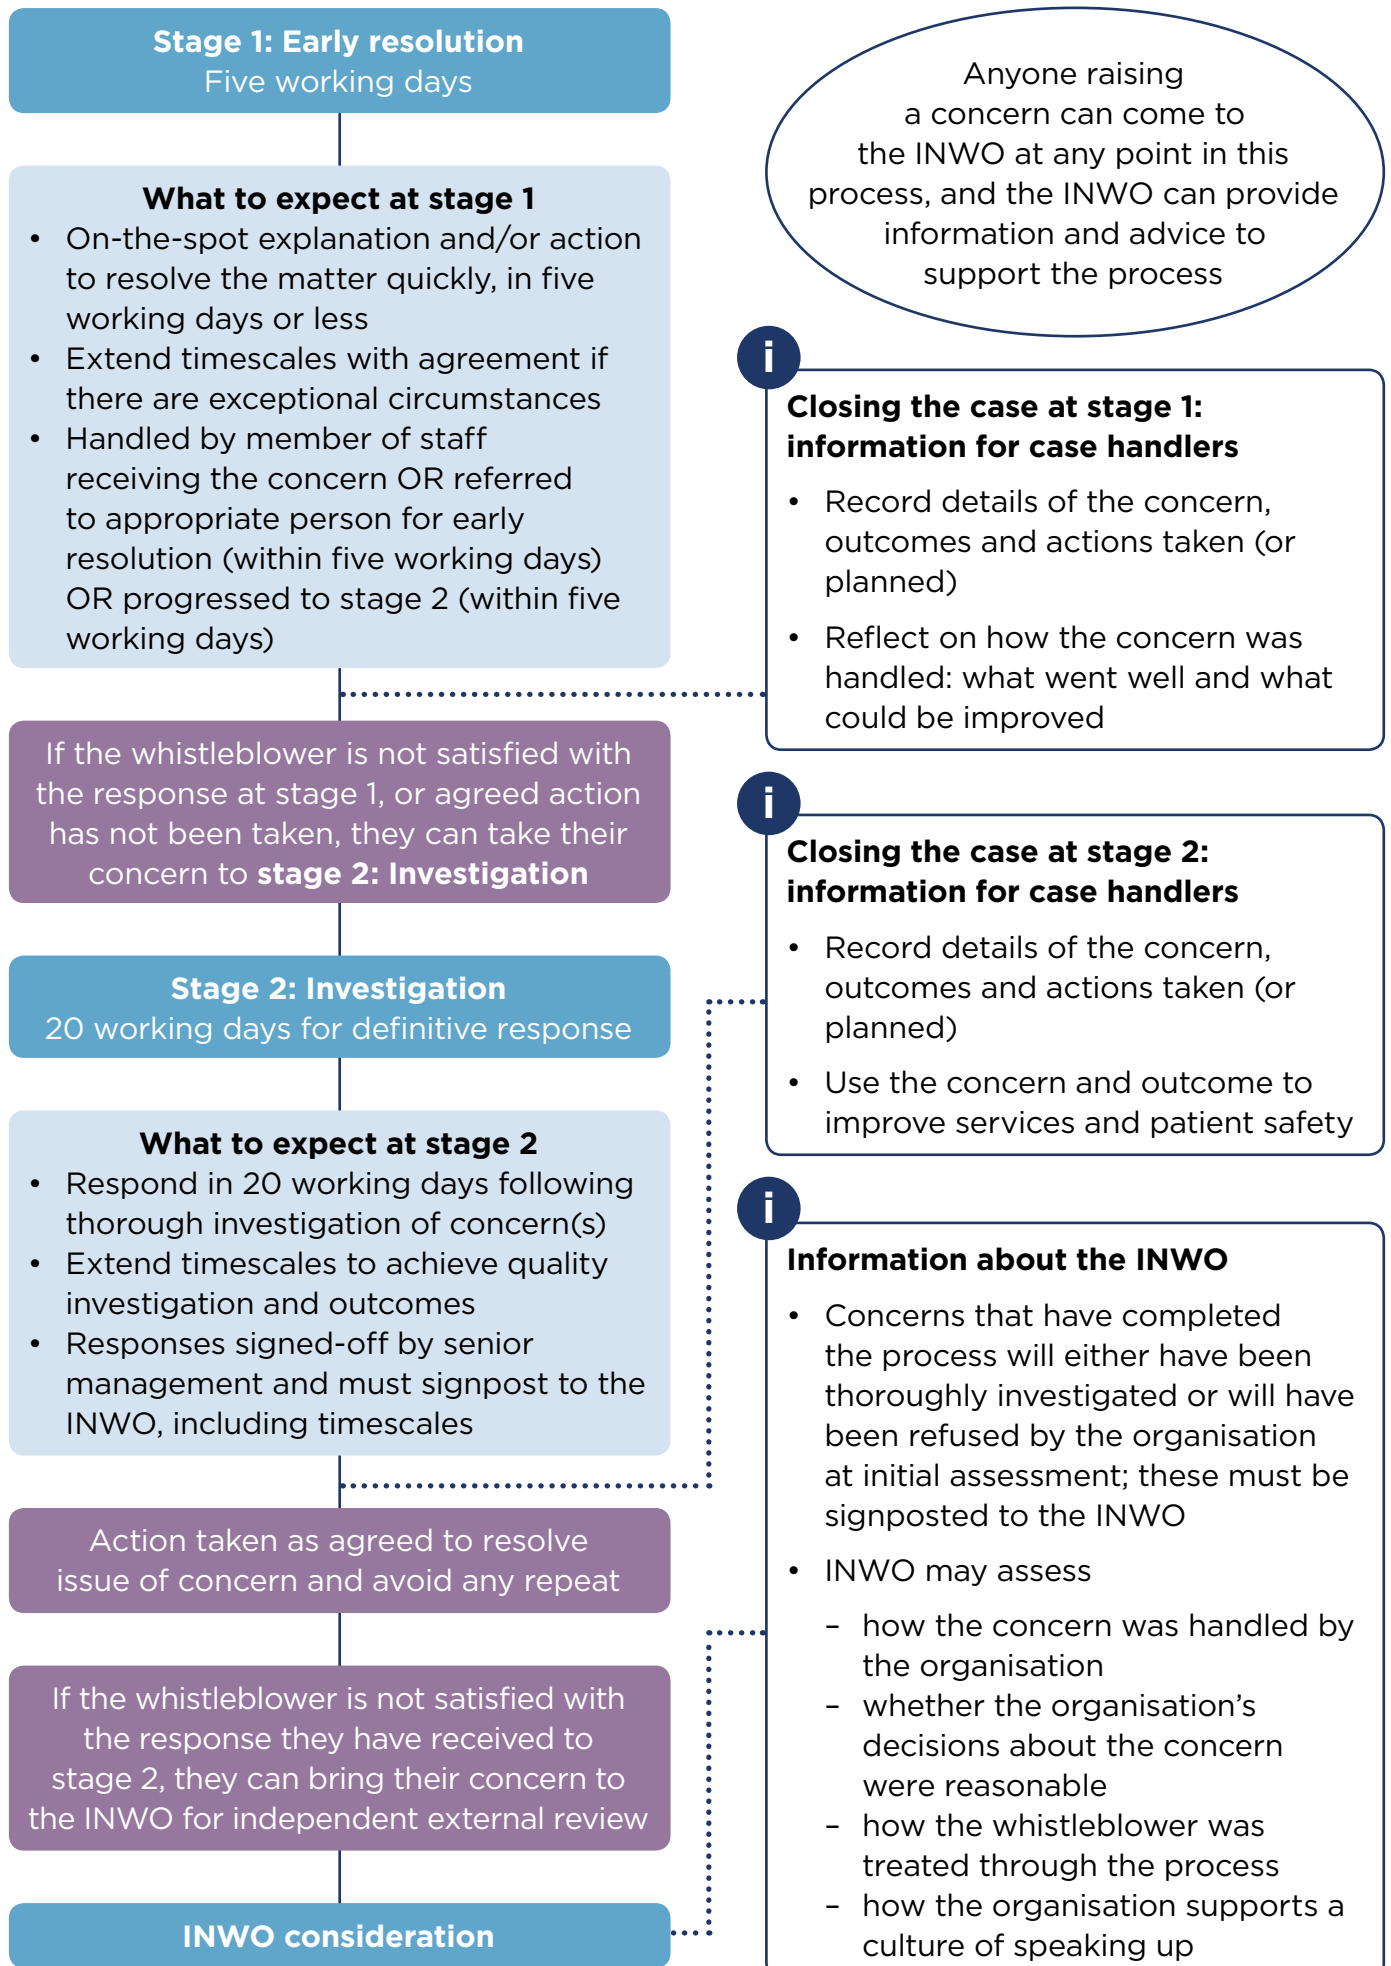 Stage 1: Early resolution
Five working days
What to expect at stage 1
• On-the-spot explanation and/or action
to resolve the matter quickly, in five
working days or less
• Extend timescales with agreement if
there are exceptional circumstances
• Handled by member of staff
receiving the concern OR referred
to appropriate person for early
resolution (within five working days)
OR progressed to stage 2 (within five
working days)
If the whistleblower is not satisfied with
the response at stage 1, or agreed action
has not been taken, they can take their
concern to stage 2: Investigation
Stage 2: Investigation
20 working days for definitive response
What to expect at stage 2
• Respond in 20 working days following
thorough investigation of concern(s)
• Extend timescales to achieve quality
investigation and outcomes
• Responses signed-off by senior
management and must signpost to the
INWO, including timescales
Action taken as agreed to resolve
issue of concern and avoid any repeat
If the whistleblower is not satisfied with
the response they have received to
stage 2, they can bring their concern to
the INWO for independent external review
INWO consideration
Anyone raising
a concern can come to
the INWO at any point in this
process, and the INWO can provide
information and advice to
support the process
i
Closing the case at stage 1:
information for case handlers
• Record details of the concern,
outcomes and actions taken (or
planned)
• Reflect on how the concern was
handled: what went well and what
could be improved
i
Closing the case at stage 2:
information for case handlers
• Record details of the concern,
outcomes and actions taken (or
planned)
• Use the concern and outcome to
improve services and patient safety
i
Information about the INWO
• Concerns that have completed
the process will either have been
thoroughly investigated or will have
been refused by the organisation
at initial assessment; these must be
signposted to the INWO
• INWO may assess
– how the concern was handled by
the organisation
– whether the organisation’s
decisions about the concern
were reasonable
– how the whistleblower was
treated through the process
– how the organisation supports a
culture of speaking up